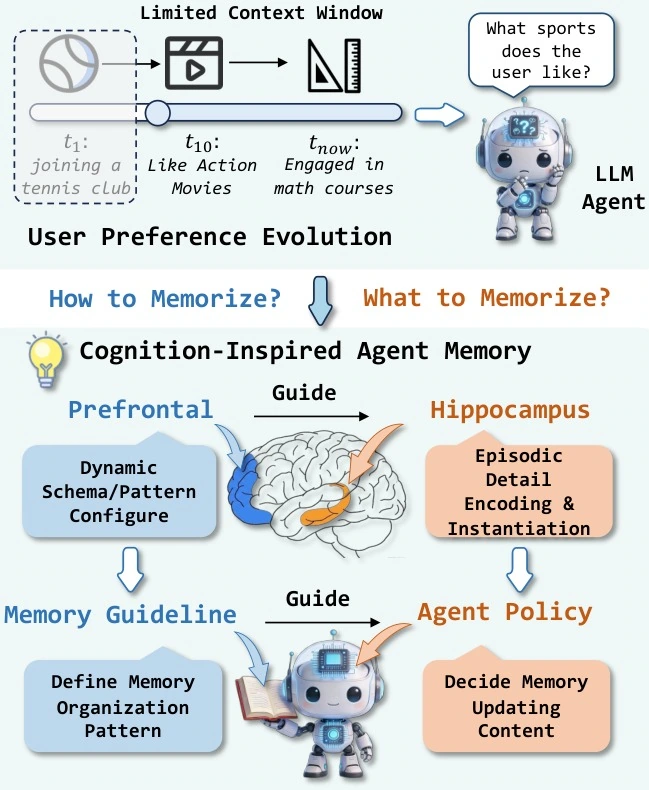 Limited Context Window
What sports
does the
user like?
t1:
joining a
tennis club
t10:
Like Action
Movies
tnow:
Engaged in
math courses
LLM
Agent
User Preference Evolution
How to Memorize?
What to Memorize?
Cognition-Inspired Agent Memory
Prefrontal
Guide
Hippocampus
Dynamic
Schema/Pattern
Configure
Episodic
Detail
Encoding &
Instantiation
Memory Guideline
Guide
Agent Policy
Define Memory
Organization
Pattern
Decide Memory
Updating
Content